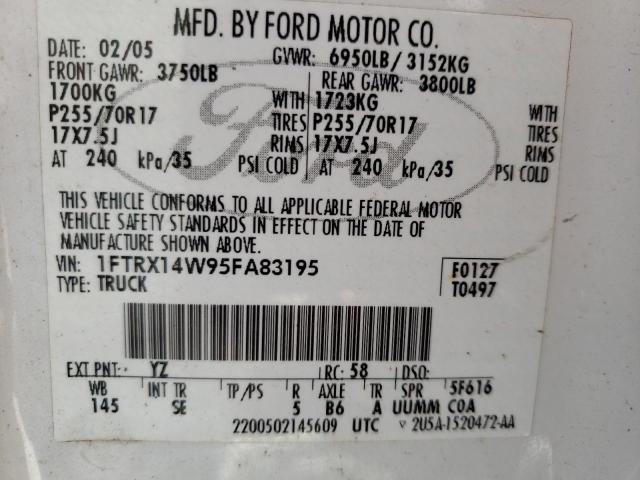 MFD. BY FORD MOTOR CO.
DATE: 02/05 GVWR: 6950LB/ 3152KG
FRONT GAWR: 3750LB REAR GAWR: 3800LB
1700KG WITH 1723KG WITH
P255/70R17 TIRES P255/70R17 TIRES
17X7.5J RIMS 17X7.5J RIMS
AT 240 kPa/35 PSI COLD AT 240 kPa/35 PSI COLD
Ford
THIS VEHICLE CONFORMS TO ALL APPLICABLE FEDERAL MOTOR
VEHICLE SAFETY STANDARDS IN EFFECT ON THE DATE OF
MANUFACTURE SHOWN ABOVE.
VIN: 1FTRX14W95FA83195 F0127
TYPE: TRUCK T0497
EXT PNT: YZ RC: 58 DSO:
WB INT TR TP/PS R AXLE TR SPR 5F616
145 SE 5 B6 A UUMM COA
2200502145609 UTC 2U5A-1520472-AA